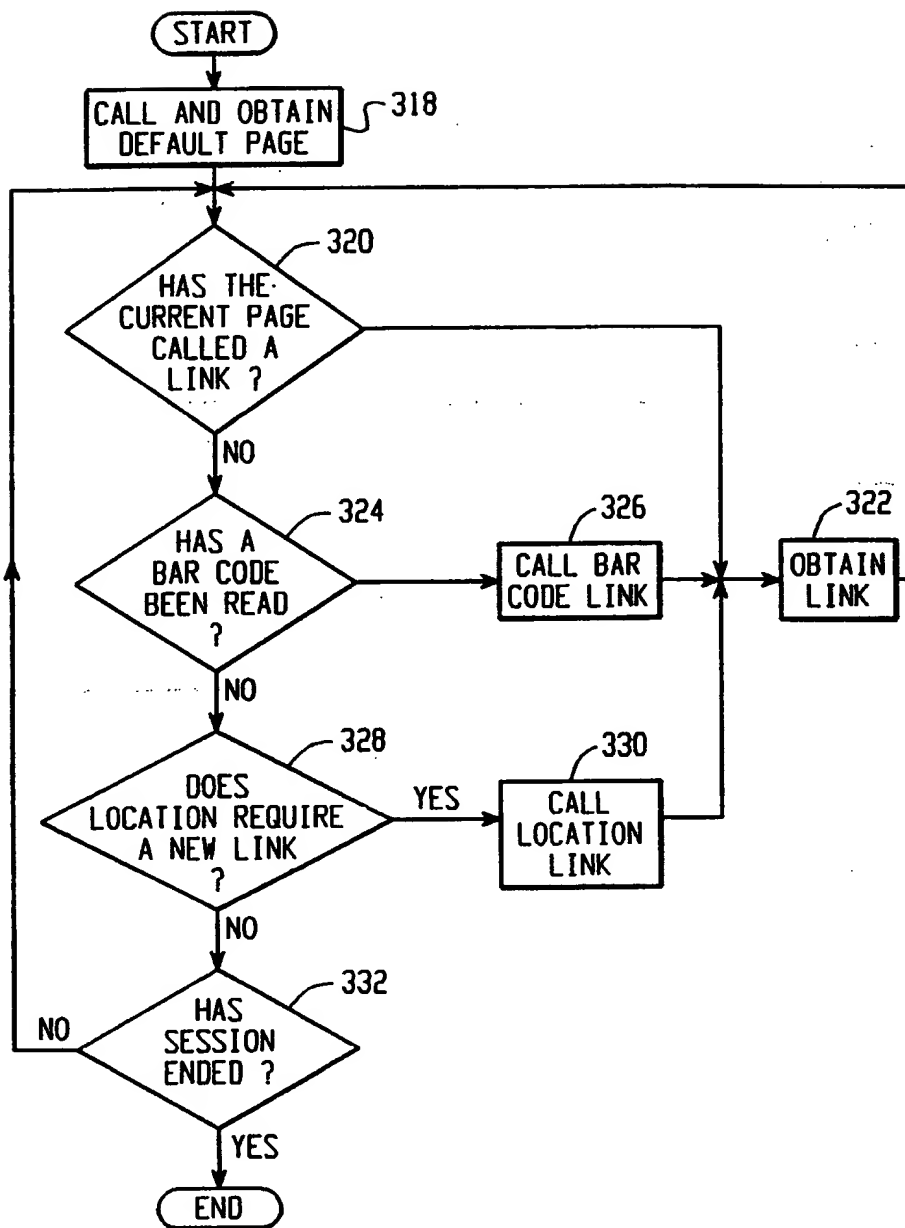 START
CALL AND OBTAIN
DEFAULT PAGE
318
320
HAS THE
CURRENT PAGE
CALLED A
LINK ?
NO
324
HAS A
BAR CODE
BEEN READ
?
326
CALL BAR
CODE LINK
322
OBTAIN
LINK
NO
328
DOES
LOCATION REQUIRE
A NEW LINK
?
YES
330
CALL
LOCATION
LINK
NO
332
HAS
SESSION
ENDED ?
NO
YES
END